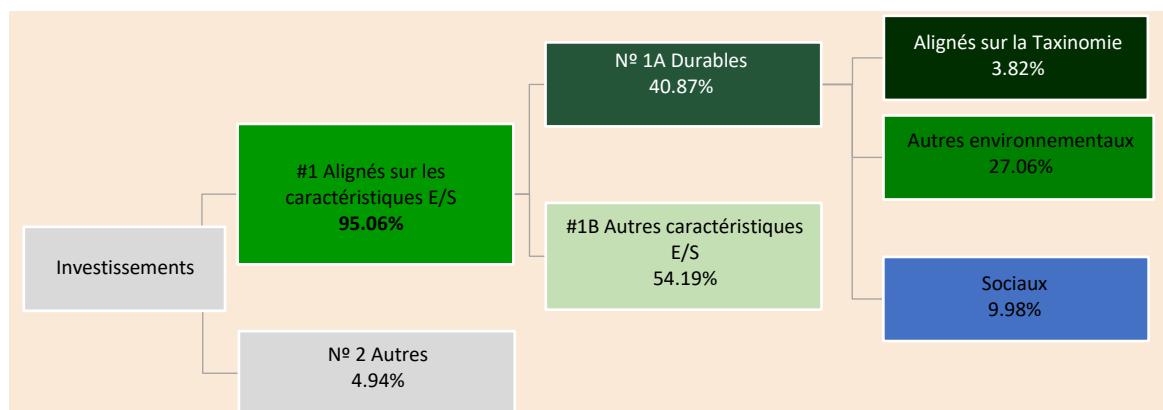 Investissements
#1 Alignés sur les
caractéristiques E/S
95.06%
Nº 2 Autres
4.94%
Nº 1A Durables
40.87%
#1B Autres caractéristiques
E/S
54.19%
Alignés sur la Taxinomie
3.82%
Autres environnementaux
27.06%
Sociaux
9.98%